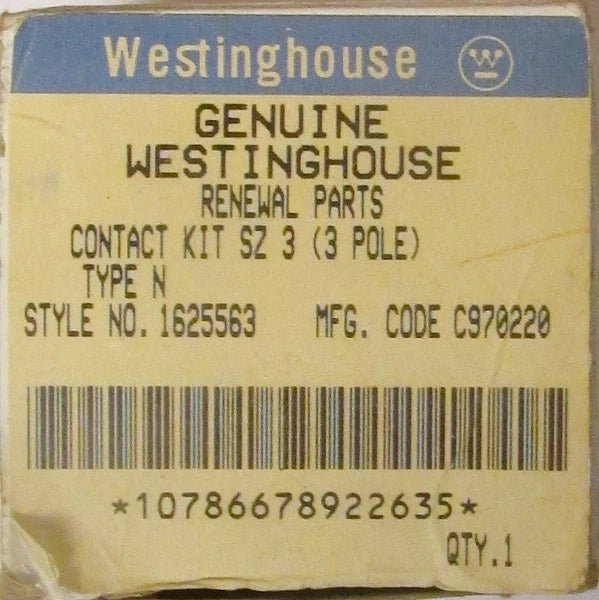 Westinghouse W
GENUINE
WESTINGHOUSE
RENEWAL PARTS
CONTACT KIT SZ 3 (3 POLE)
TYPE N
STYLE NO. 1625563 MFG. CODE C970220
*10786678922635*
QTY.1